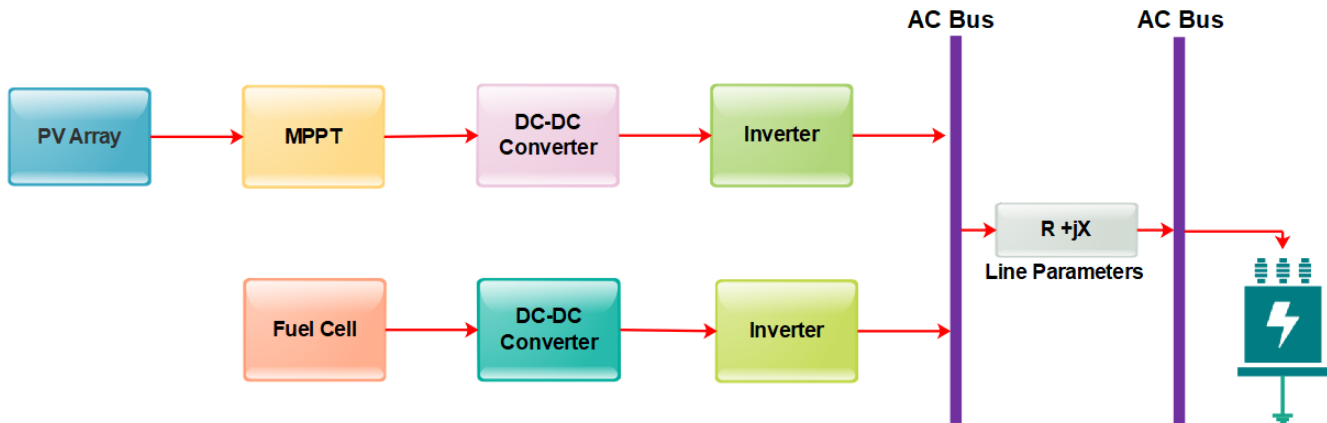 AC Bus
AC Bus
PV Array
MPPT
DC-DC
Converter
Inverter
R +jX
Line Parameters
Fuel Cell
DC-DC
Converter
Inverter